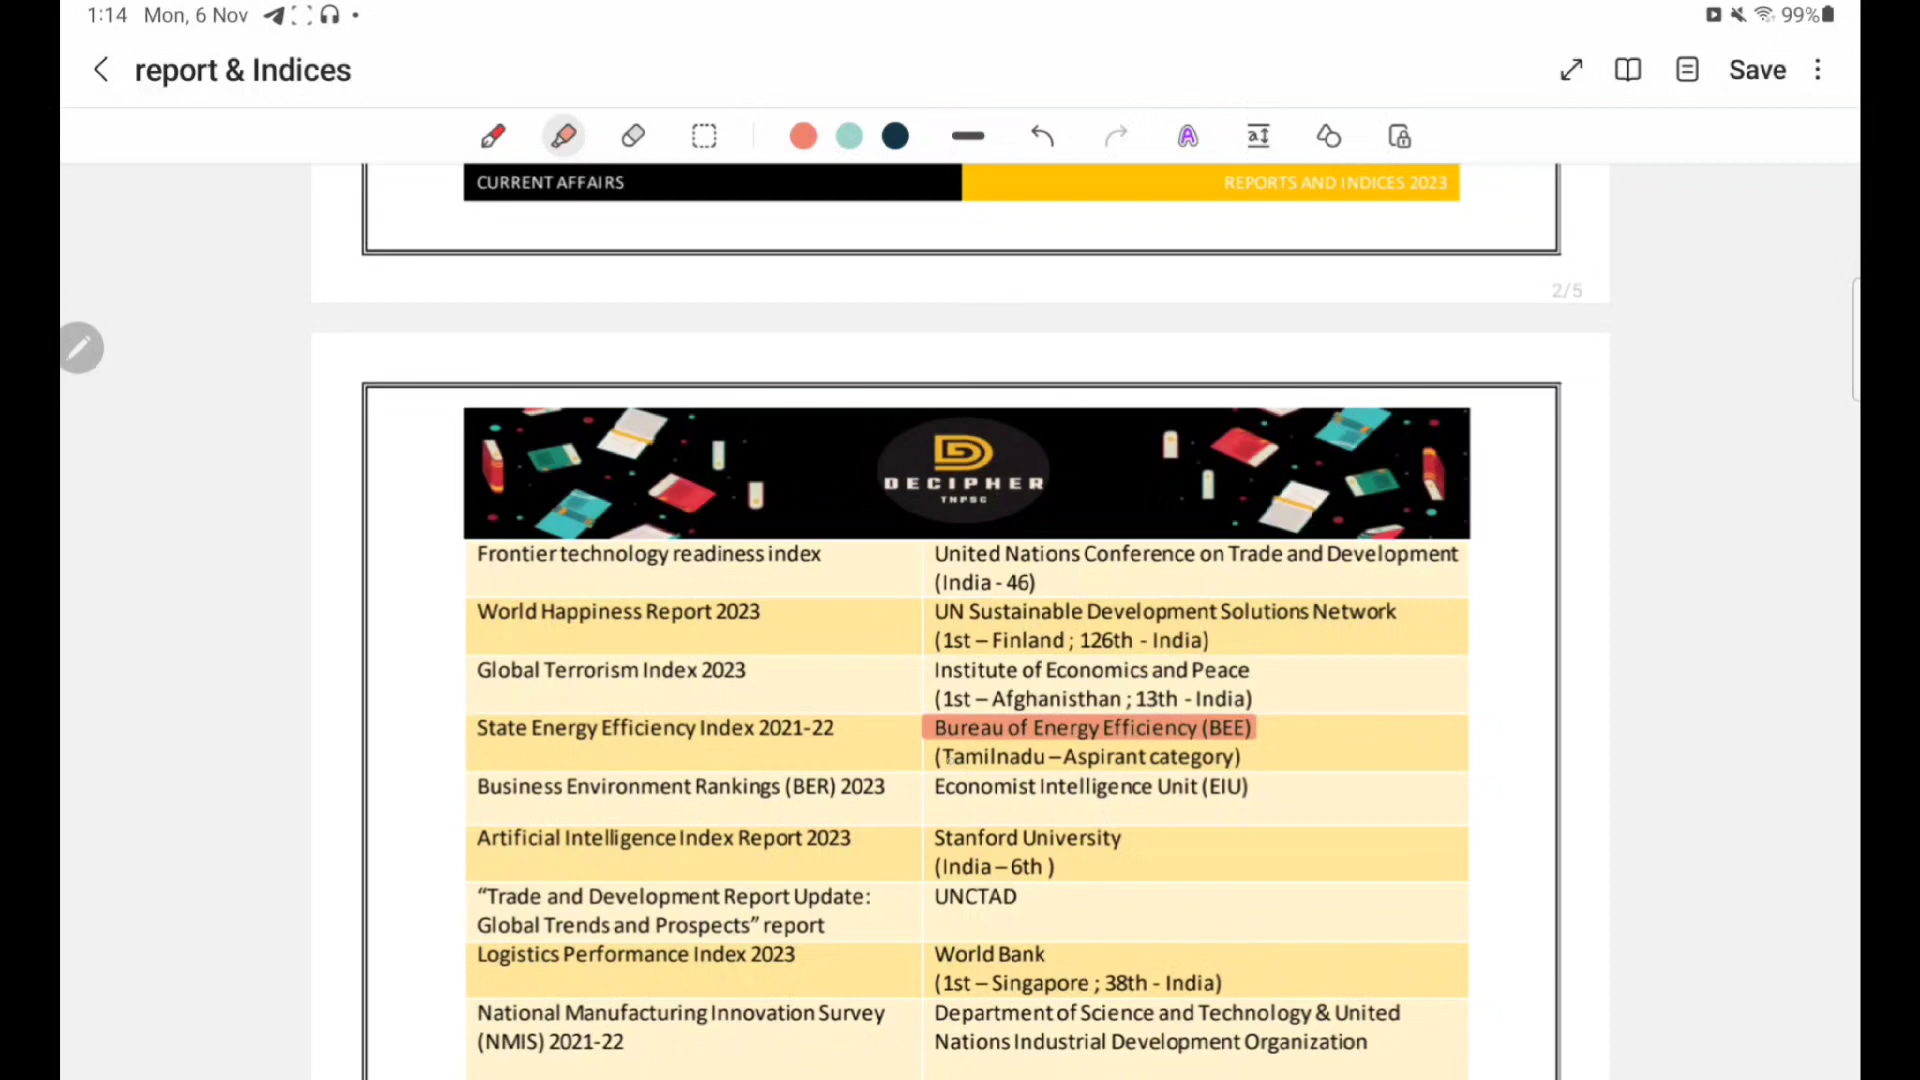 1:14 Mon, 6 Nov
99%
report & Indices
Save
CURRENT AFFAIRS
REPORTS AND INDICES 2023
2/5
DECIPHER
TNPSC
Frontier technology readiness index
United Nations Conference on Trade and Development
(India - 46)
World Happiness Report 2023
UN Sustainable Development Solutions Network
(1st – Finland ; 126th - India)
Global Terrorism Index 2023
Institute of Economics and Peace
(1st – Afghanisthan ; 13th - India)
State Energy Efficiency Index 2021-22
Bureau of Energy Efficiency (BEE)
(Tamilnadu – Aspirant category)
Business Environment Rankings (BER) 2023
Economist Intelligence Unit (EIU)
Artificial Intelligence Index Report 2023
Stanford University
(India – 6th )
“Trade and Development Report Update:
Global Trends and Prospects” report
UNCTAD
Logistics Performance Index 2023
World Bank
(1st – Singapore ; 38th - India)
National Manufacturing Innovation Survey
(NMIS) 2021-22
Department of Science and Technology & United
Nations Industrial Development Organization